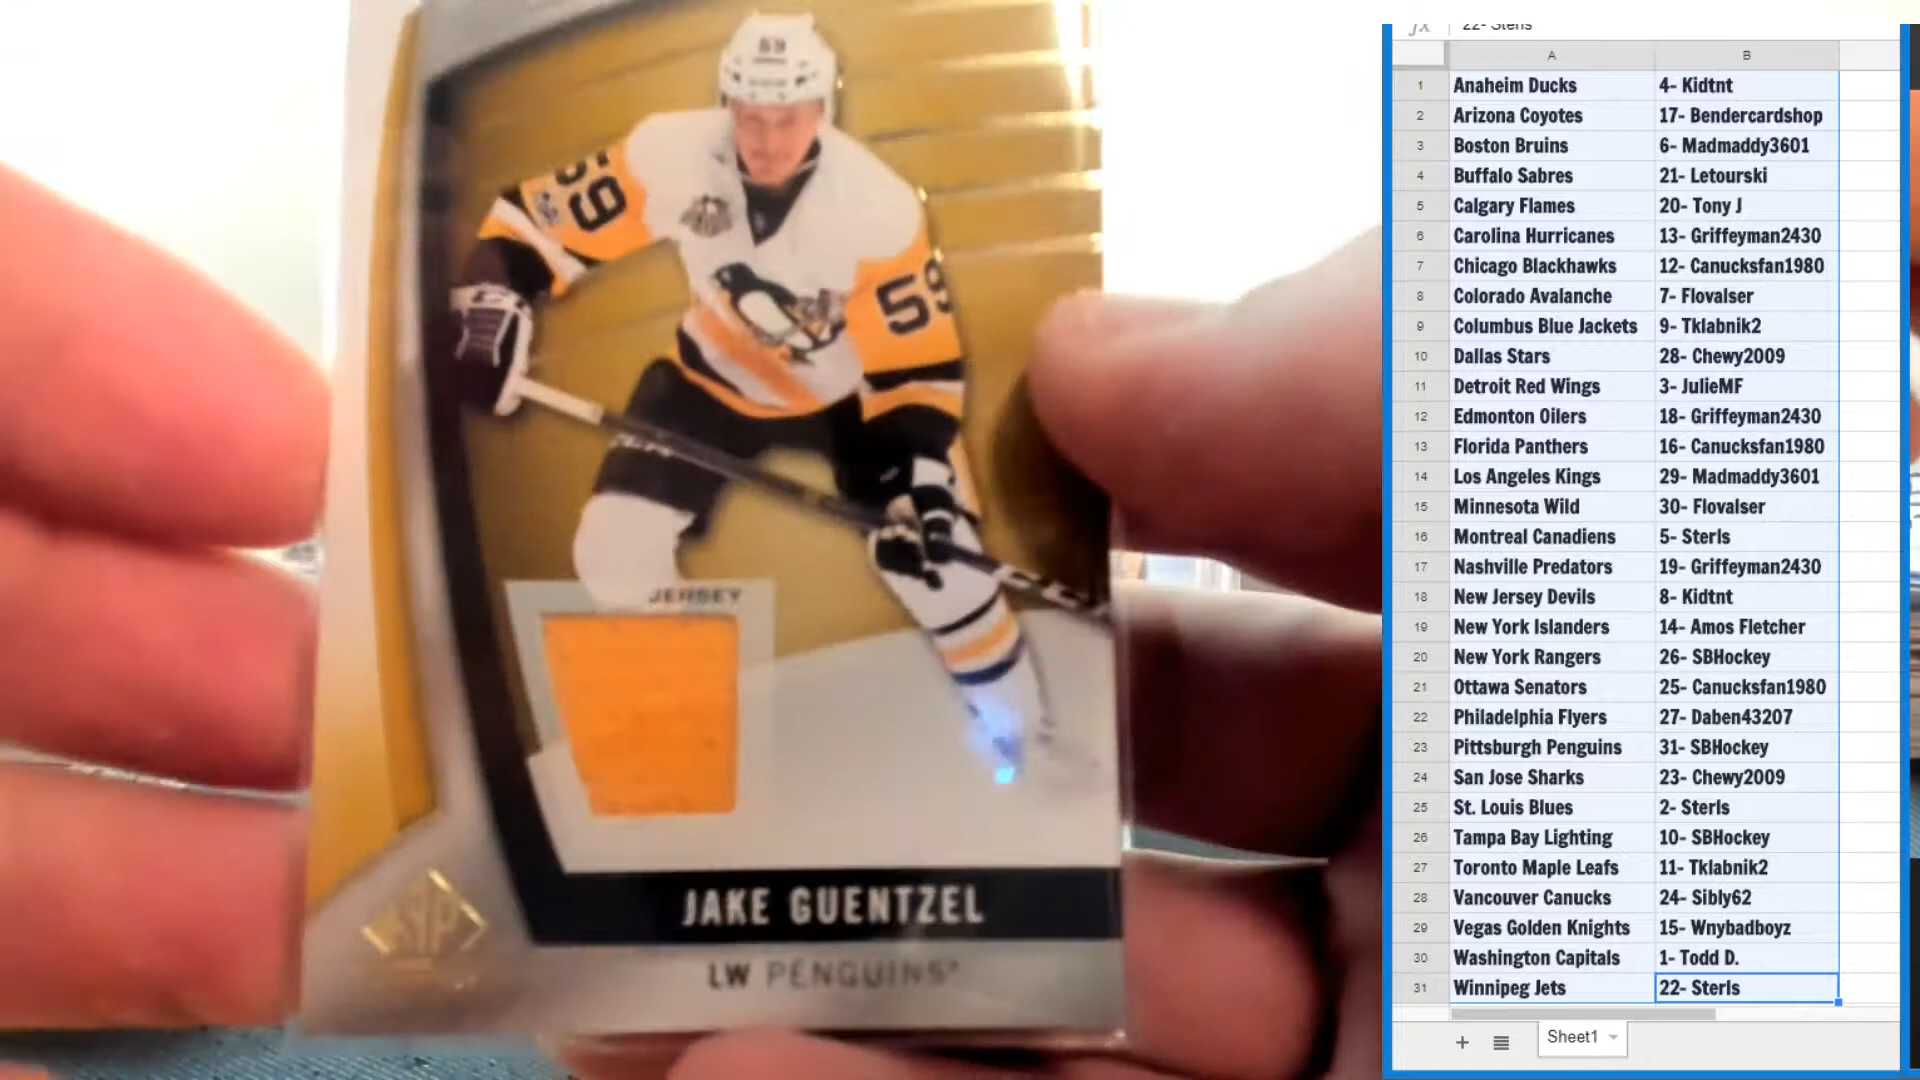 59
59
59
JERSEY
SP
JAKE GUENTZEL
LW PENGUINS
fx 22- Sterls
A B
1 Anaheim Ducks 4- Kidtnt
2 Arizona Coyotes 17- Bendercardshop
3 Boston Bruins 6- Madmaddy3601
4 Buffalo Sabres 21- Letourski
5 Calgary Flames 20- Tony J
6 Carolina Hurricanes 13- Griffeyman2430
7 Chicago Blackhawks 12- Canucksfan1980
8 Colorado Avalanche 7- Flovalser
9 Columbus Blue Jackets 9- Tklabnik2
10 Dallas Stars 28- Chewy2009
11 Detroit Red Wings 3- JulieMF
12 Edmonton Oilers 18- Griffeyman2430
13 Florida Panthers 16- Canucksfan1980
14 Los Angeles Kings 29- Madmaddy3601
15 Minnesota Wild 30- Flovalser
16 Montreal Canadiens 5- Sterls
17 Nashville Predators 19- Griffeyman2430
18 New Jersey Devils 8- Kidtnt
19 New York Islanders 14- Amos Fletcher
20 New York Rangers 26- SBHockey
21 Ottawa Senators 25- Canucksfan1980
22 Philadelphia Flyers 27- Daben43207
23 Pittsburgh Penguins 31- SBHockey
24 San Jose Sharks 23- Chewy2009
25 St. Louis Blues 2- Sterls
26 Tampa Bay Lighting 10- SBHockey
27 Toronto Maple Leafs 11- Tklabnik2
28 Vancouver Canucks 24- Sibly62
29 Vegas Golden Knights 15- Wnybadboyz
30 Washington Capitals 1- Todd D.
31 Winnipeg Jets 22- Sterls
Sheet1